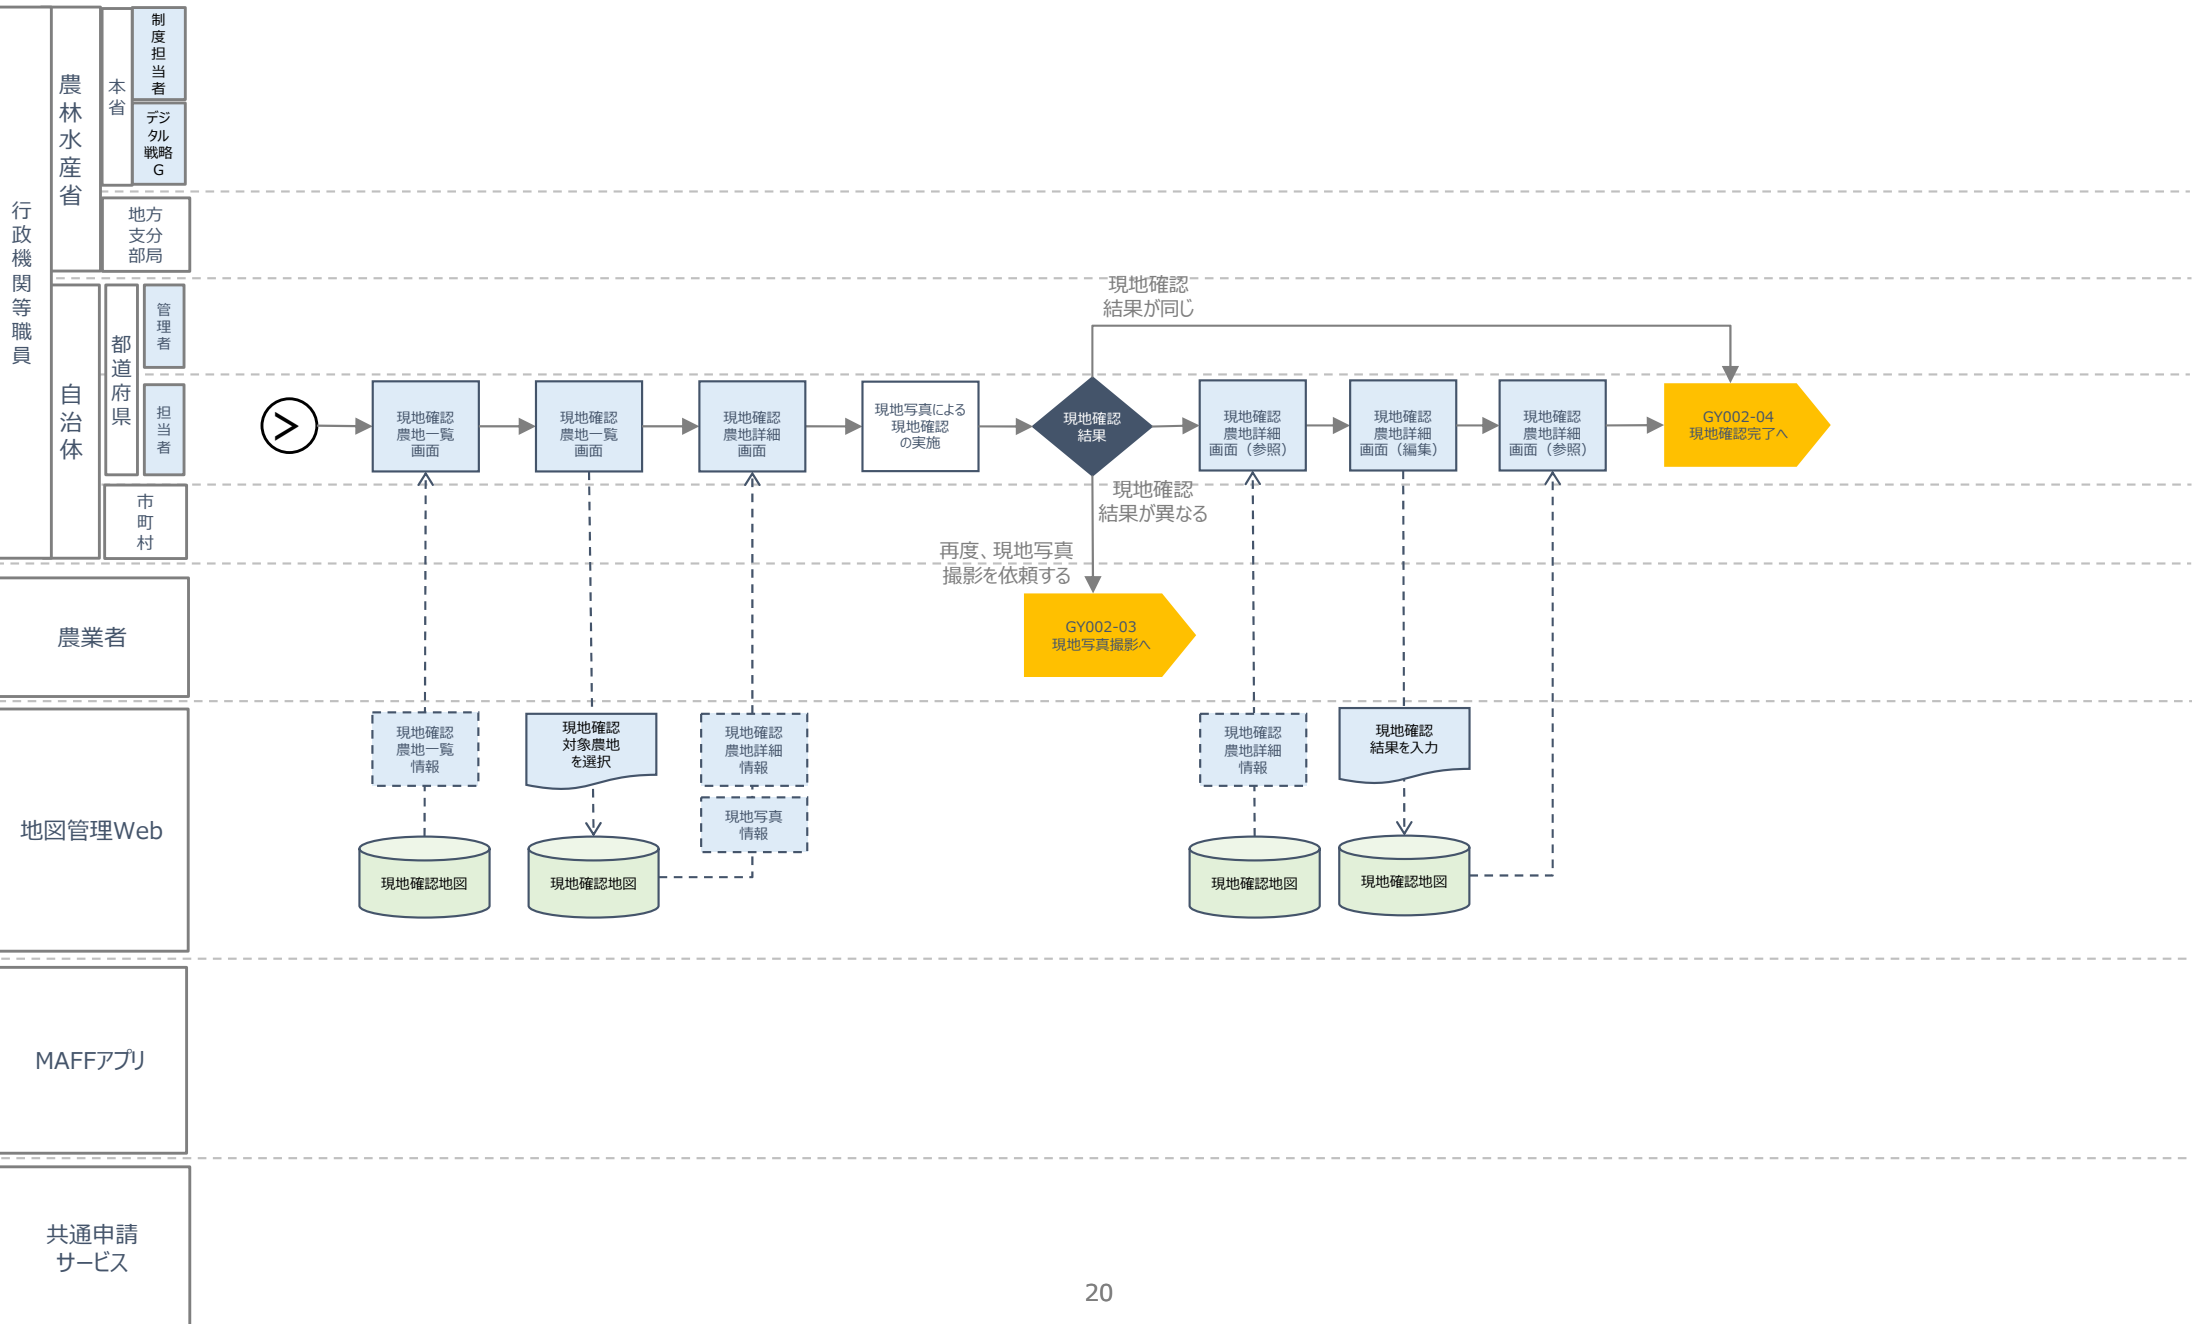 行政機関等職員
農林水産省
本省
制度担当者
デジ
タル
戦略
G
地方
支分
部局
自治体
都道府県
管理者
担当者
市町村
農業者
地図管理Web
MAFFアプリ
共通申請
サービス
現地確認
農地一覧
画面
現地確認
農地一覧
画面
現地確認
農地詳細
画面
現地写真による
現地確認
の実施
現地確認
結果
現地確認
結果が同じ
現地確認
結果が異なる
再度、現地写真
撮影を依頼する
GY002-03
現地写真撮影へ
現地確認
農地詳細
画面（参照）
現地確認
農地詳細
画面（編集）
現地確認
農地詳細
画面（参照）
GY002-04
現地確認完了へ
現地確認
農地一覧
情報
現地確認
対象農地
を選択
現地確認
農地詳細
情報
現地写真
情報
現地確認
農地詳細
情報
現地確認
結果を入力
現地確認地図
現地確認地図
現地確認地図
現地確認地図
20